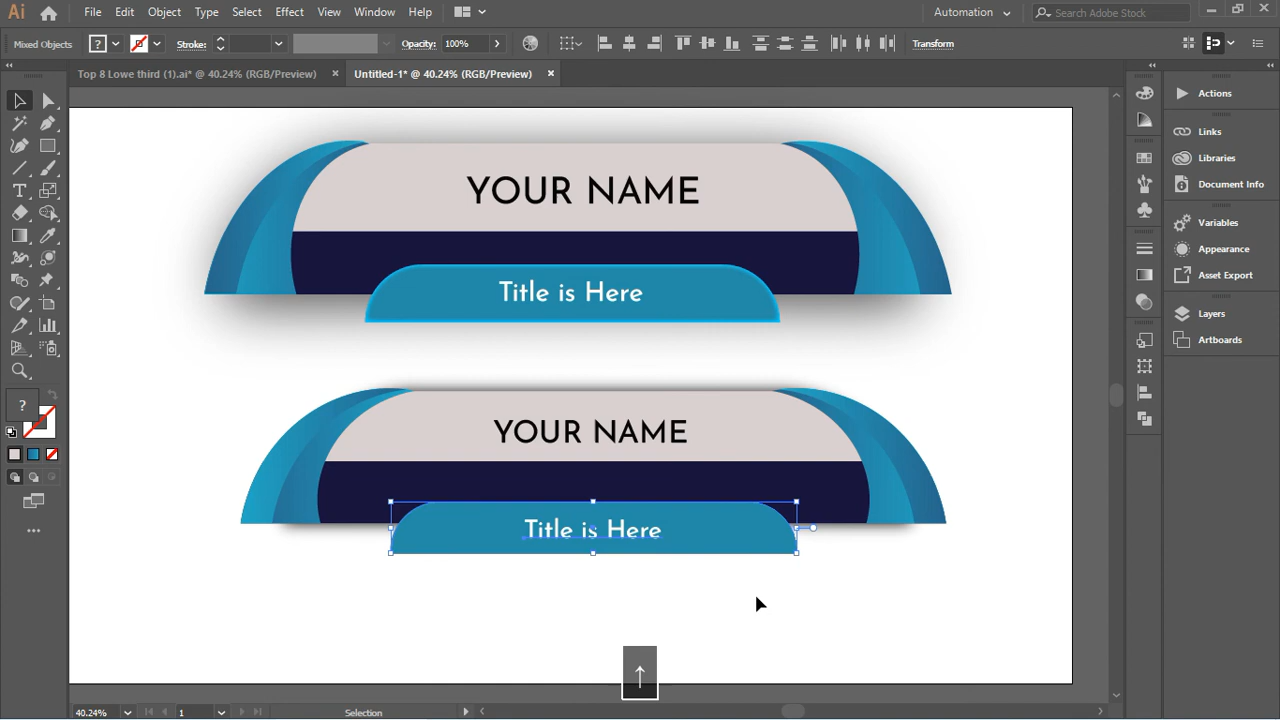 Ai File Edit Object Type Select Effect View Window Help Automation Search Adobe Stock
Mixed Objects ? Stroke: Opacity: 100% Transform
Top 8 Lowe third (1).ai* @ 40.24% (RGB/Preview) × Untitled-1* @ 40.24% (RGB/Preview) ×
Actions
Links
Libraries
Document Info
Variables
Appearance
Asset Export
Layers
Artboards
YOUR NAME
Title is Here
YOUR NAME
Title is Here
?
↑
40.24% 1 Selection